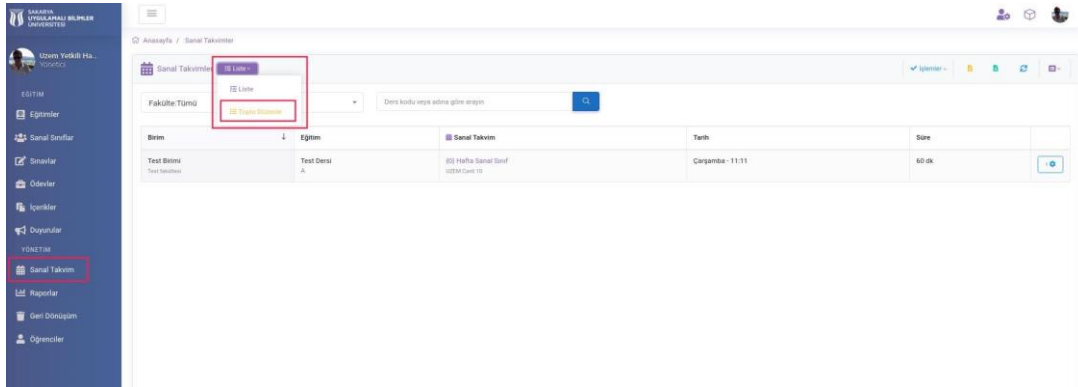 SAKARYA
UYGULAMALI BİLİMLER
ÜNİVERSİTESİ
Uzem Yetkili Ha...
Yönetici
EĞİTİM
Eğitimler
Sanal Sınıflar
Sınavlar
Ödevler
İçerikler
Duyurular
YÖNETİM
Sanal Takvim
Raporlar
Geri Dönüşüm
Öğrenciler
Anasayfa / Sanal Takvimler
Sanal Takvimler
Liste
İşlemler
Liste
Toplu Düzenle
Fakülte:Tümü
Ders kodu veya adına göre arayın
Birim ↓ Eğitim Sanal Takvim Tarih Süre
Test Birimi Test Dersi (0) Hafta Sanal Sınıf Çarşamba - 11:11 60 dk
Test fakültesi A UZEM Canlı 10